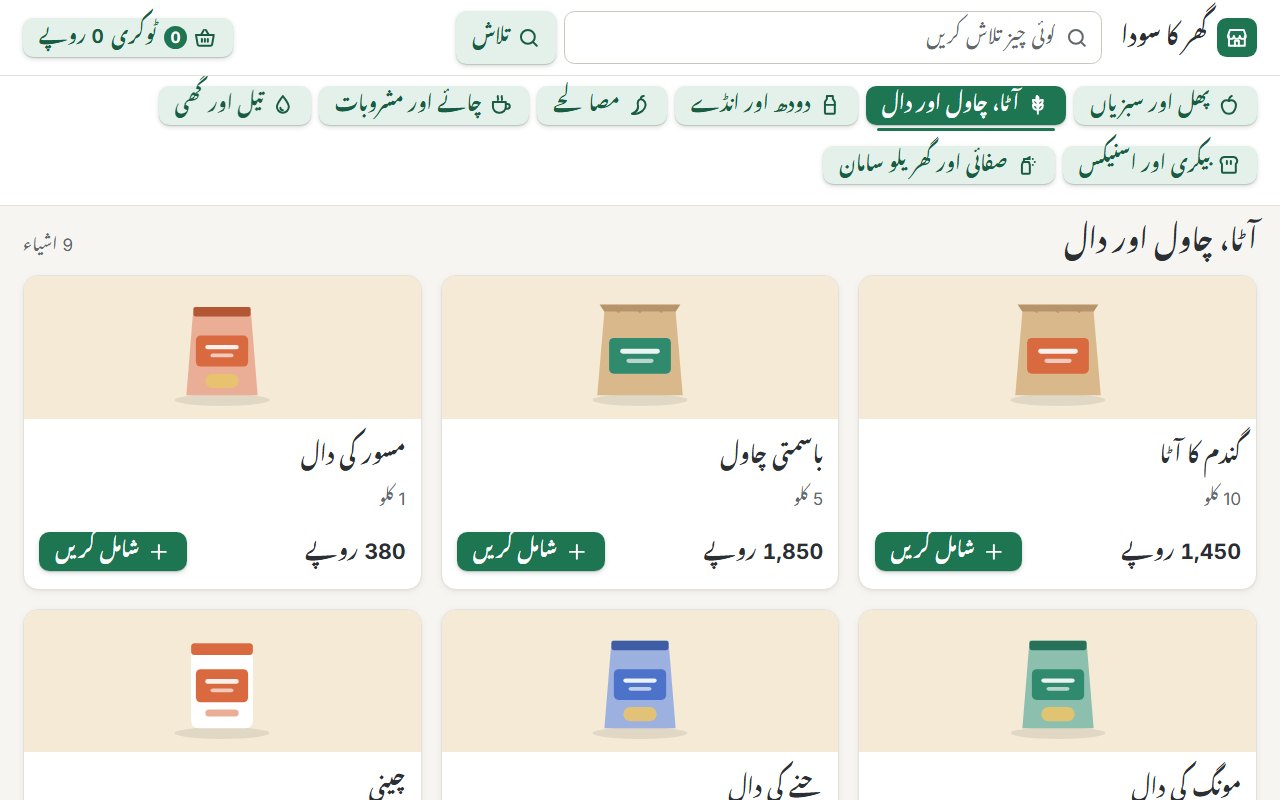 گھر کا سودا
کوئی چیز تلاش کریں
تلاش
0 ٹوکری 0 روپے
پھل اور سبزیاں
آٹا، چاول اور دال
دودھ اور انڈے
مصالحے
چائے اور مشروبات
تیل اور گھی
بیکری اور اسنیکس
صفائی اور گھریلو سامان
آٹا، چاول اور دال
9 اشیاء
گندم کا آٹا
10 کلو
1,450 روپے
شامل کریں
باسمتی چاول
5 کلو
1,850 روپے
شامل کریں
مسور کی دال
1 کلو
380 روپے
شامل کریں
مونگ کی دال
چنے کی دال
چینی